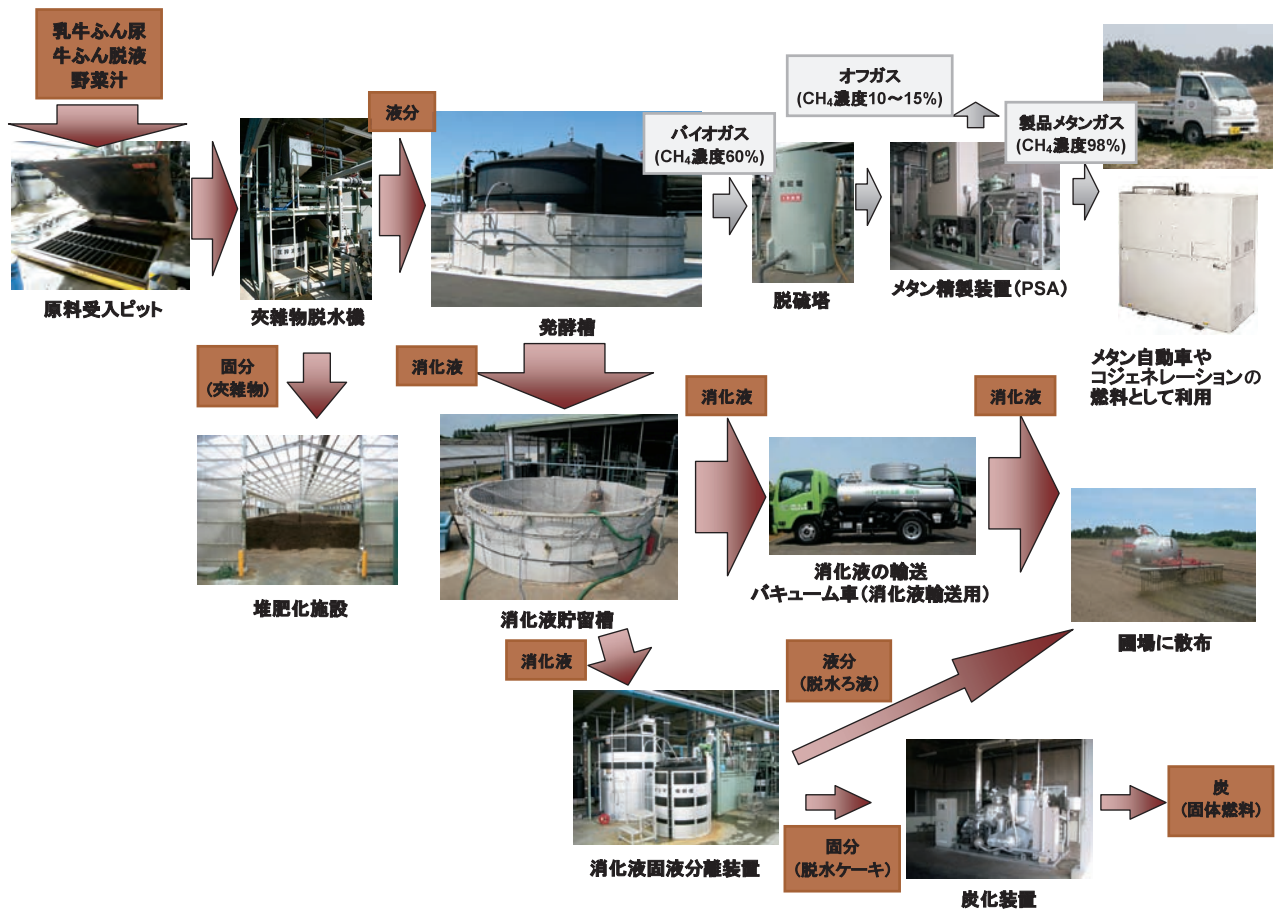 乳牛ふん尿
牛ふん脱液
野菜汁
原料受入ピット
夾雑物脱水機
液分
発酵槽
バイオガス
(CH₄濃度60%)
脱硫塔
オフガス
(CH₄濃度10～15%)
メタン精製装置(PSA)
製品メタンガス
(CH₄濃度98%)
メタン自動車や
コジェネレーションの
燃料として利用
固分
(夾雑物)
堆肥化施設
消化液
消化液貯留槽
消化液
消化液の輸送
バキューム車(消化液輸送用)
消化液
圃場に散布
消化液
消化液固液分離装置
液分
(脱水ろ液)
固分
(脱水ケーキ)
炭化装置
炭
(固体燃料)